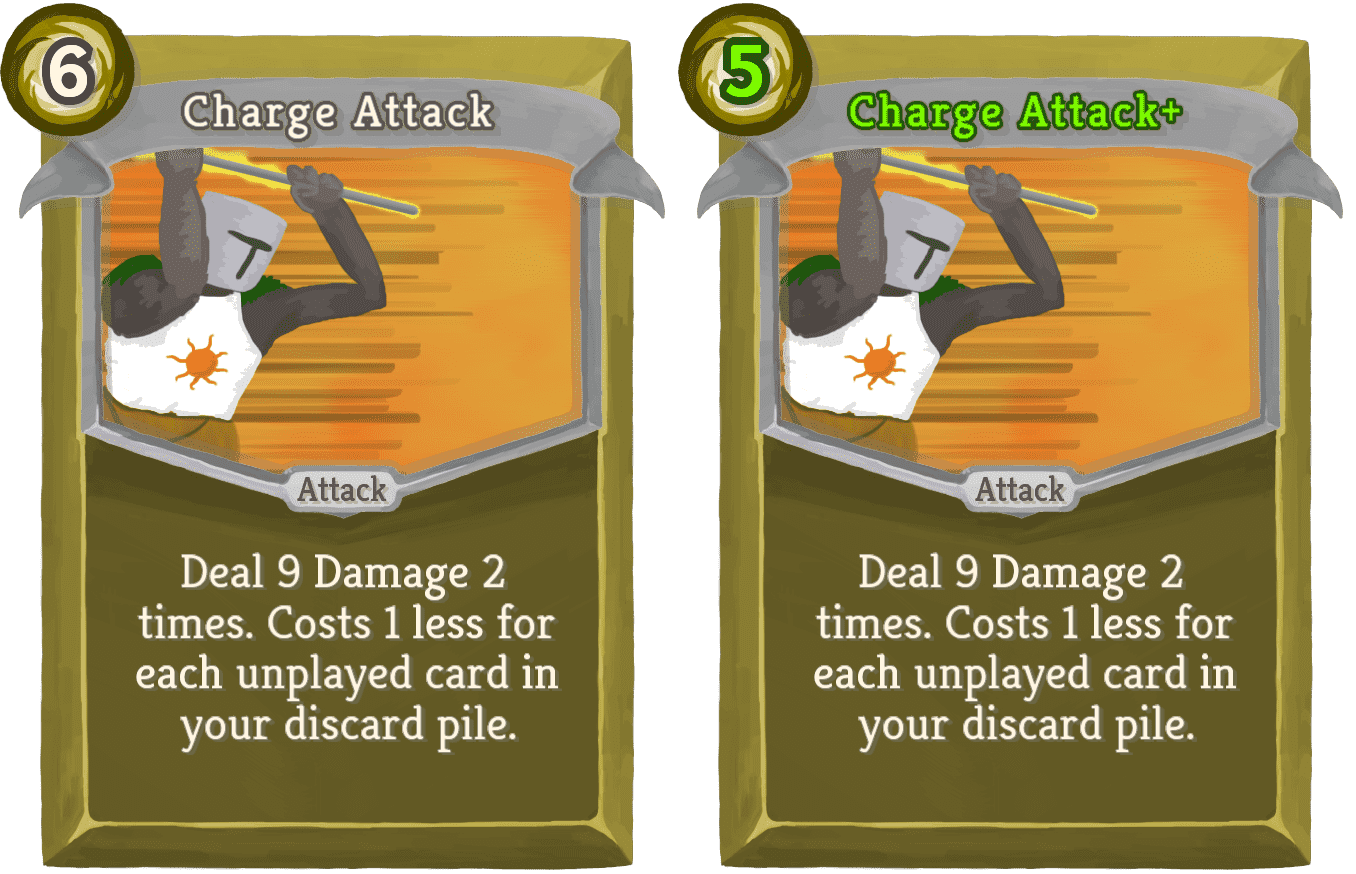 6
Charge Attack
Attack
Deal 9 Damage 2
times. Costs 1 less for
each unplayed card in
your discard pile.
5
Charge Attack+
Attack
Deal 9 Damage 2
times. Costs 1 less for
each unplayed card in
your discard pile.